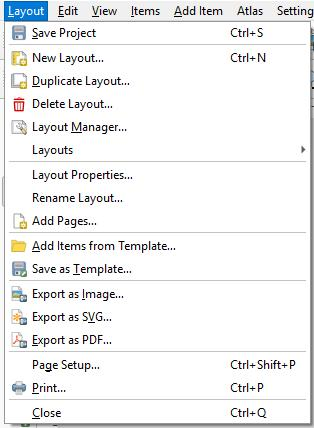 Layout Edit View Items Add Item Atlas Setting
Save Project Ctrl+S
New Layout... Ctrl+N
Duplicate Layout...
Delete Layout...
Layout Manager...
Layouts
Layout Properties...
Rename Layout...
Add Pages...
Add Items from Template...
Save as Template...
Export as Image...
Export as SVG...
Export as PDF...
Page Setup... Ctrl+Shift+P
Print... Ctrl+P
Close Ctrl+Q